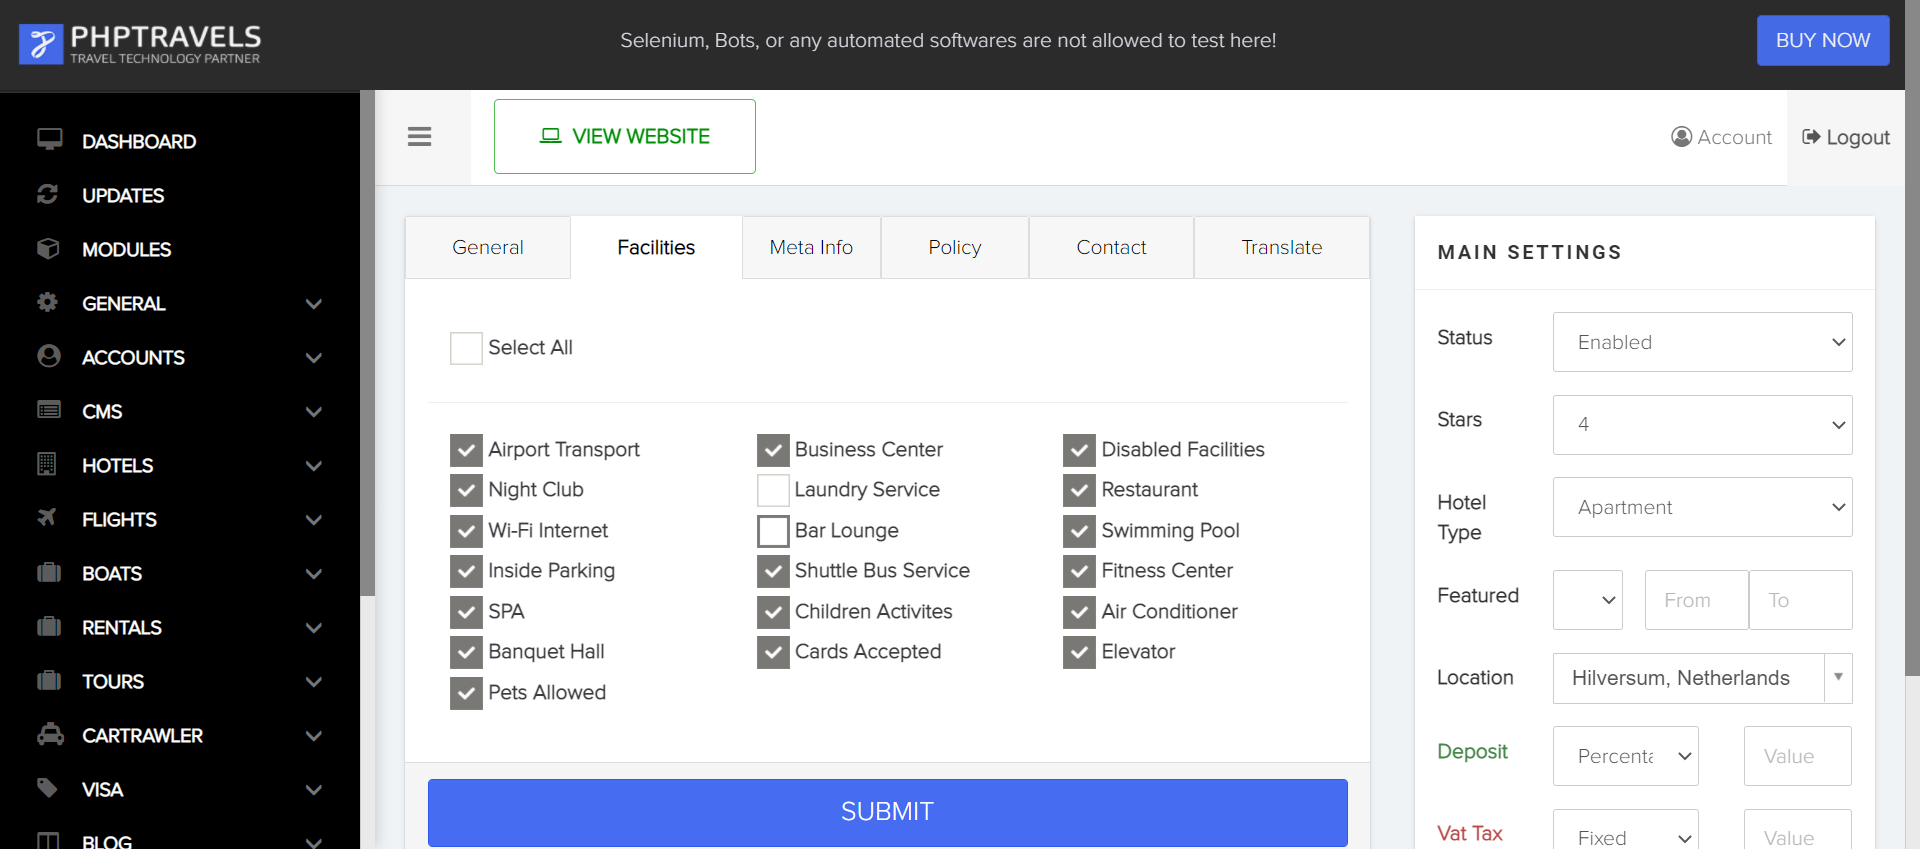 PHPTRAVELS
TRAVEL TECHNOLOGY PARTNER
Selenium, Bots, or any automated softwares are not allowed to test here!
BUY NOW
DASHBOARD
UPDATES
MODULES
GENERAL
ACCOUNTS
CMS
HOTELS
FLIGHTS
BOATS
RENTALS
TOURS
CARTRAWLER
VISA
BLOG
VIEW WEBSITE
Account
Logout
General
Facilities
Meta Info
Policy
Contact
Translate
Select All
Airport Transport
Business Center
Disabled Facilities
Night Club
Laundry Service
Restaurant
Wi-Fi Internet
Bar Lounge
Swimming Pool
Inside Parking
Shuttle Bus Service
Fitness Center
SPA
Children Activites
Air Conditioner
Banquet Hall
Cards Accepted
Elevator
Pets Allowed
SUBMIT
MAIN SETTINGS
Status
Enabled
Stars
4
Hotel
Type
Apartment
Featured
From
To
Location
Hilversum, Netherlands
Deposit
Percenta
Value
Vat Tax
Fixed
Value